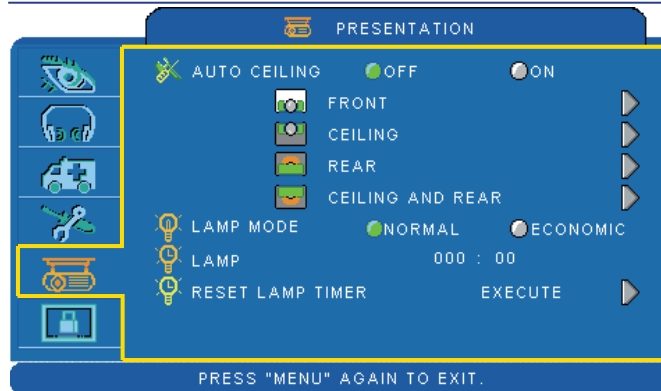 PRESENTATION
AUTO CEILING OFF ON
FRONT
CEILING
REAR
CEILING AND REAR
LAMP MODE NORMAL ECONOMIC
LAMP 000 : 00
RESET LAMP TIMER EXECUTE
PRESS "MENU" AGAIN TO EXIT.